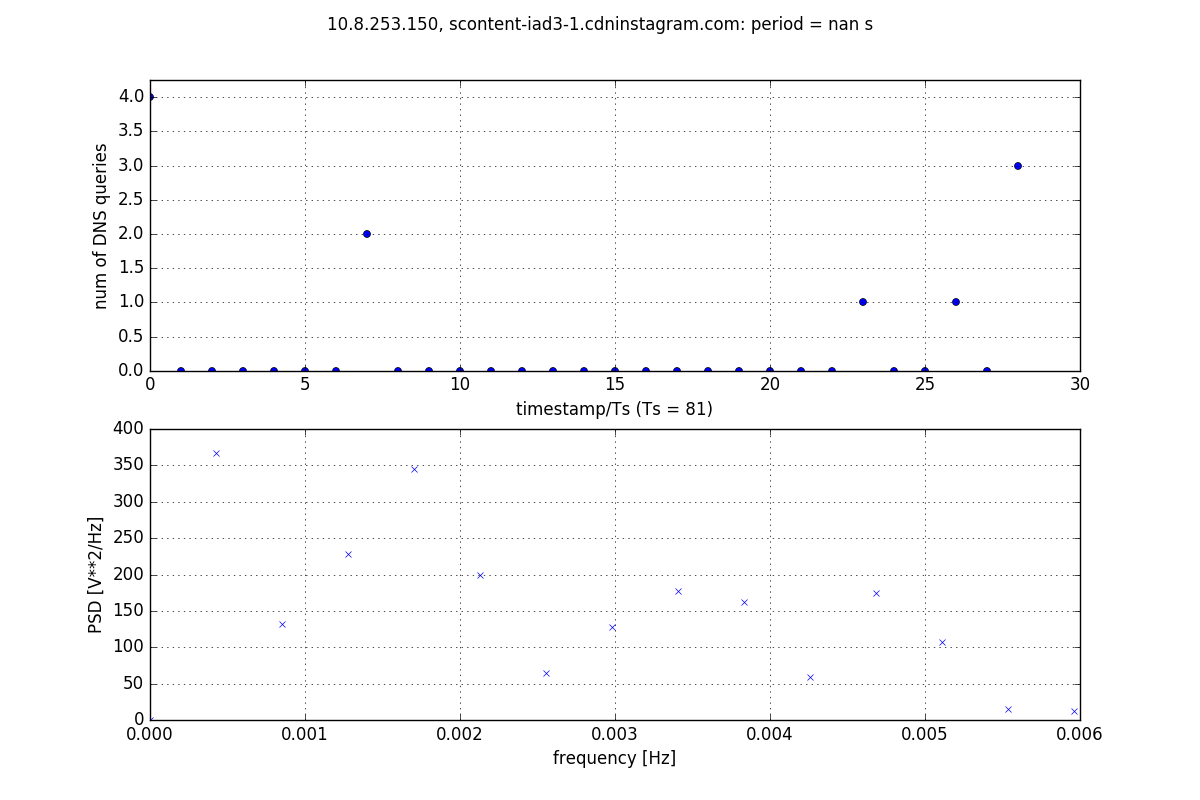 10.8.253.150, scontent-iad3-1.cdninstagram.com: period = nan s
num of DNS queries
4.0
3.5
3.0
2.5
2.0
1.5
1.0
0.5
0.0
0 5 10 15 20 25 30
timestamp/Ts (Ts = 81)
PSD [V**2/Hz]
400
350
300
250
200
150
100
50
0
0.000 0.001 0.002 0.003 0.004 0.005 0.006
frequency [Hz]